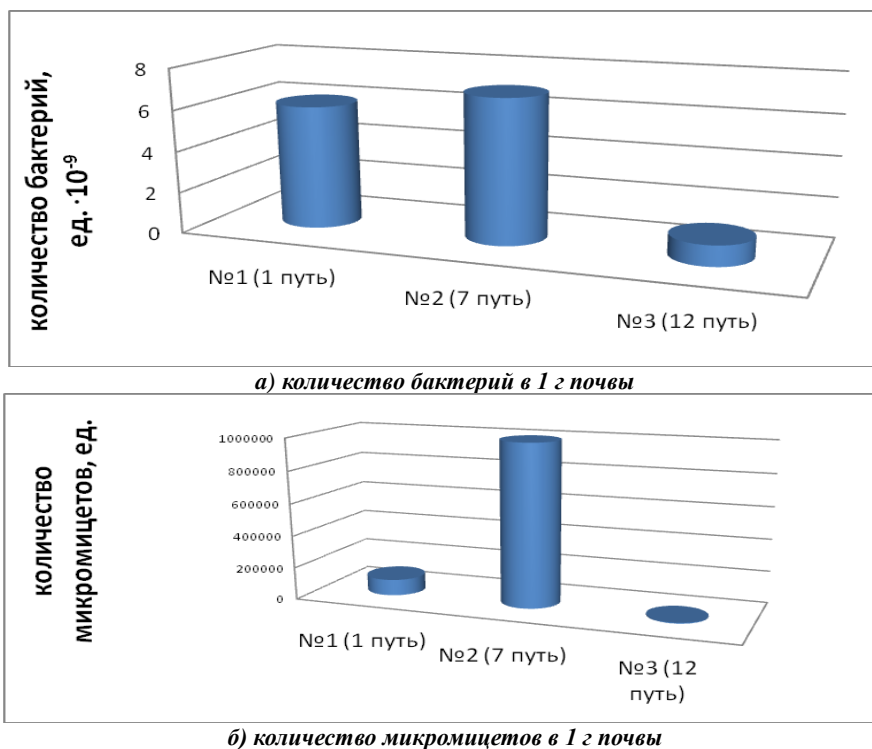 количество бактерий,
ед. ·10⁻⁹
8
6
4
2
0
№1 (1 путь)
№2 (7 путь)
№3 (12 путь)
а) количество бактерий в 1 г почвы
количество
микромицетов, ед.
1000000
800000
600000
400000
200000
0
№1 (1 путь)
№2 (7 путь)
№3 (12
путь)
б) количество микромицетов в 1 г почвы